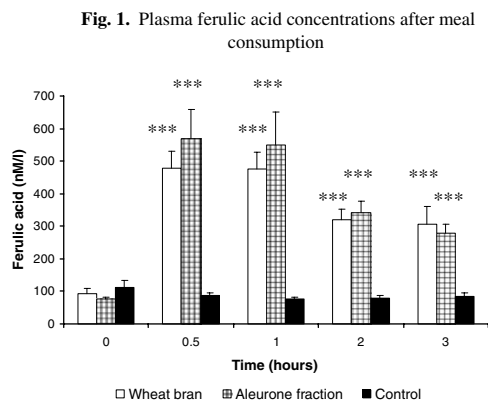 Fig. 1. Plasma ferulic acid concentrations after meal
consumption
*** ***
*** ***
*** ***
*** ***
700
600
500
400
300
200
100
0
Ferulic acid (nM/l)
0 0.5 1 2 3
Time (hours)
Wheat bran Aleurone fraction Control